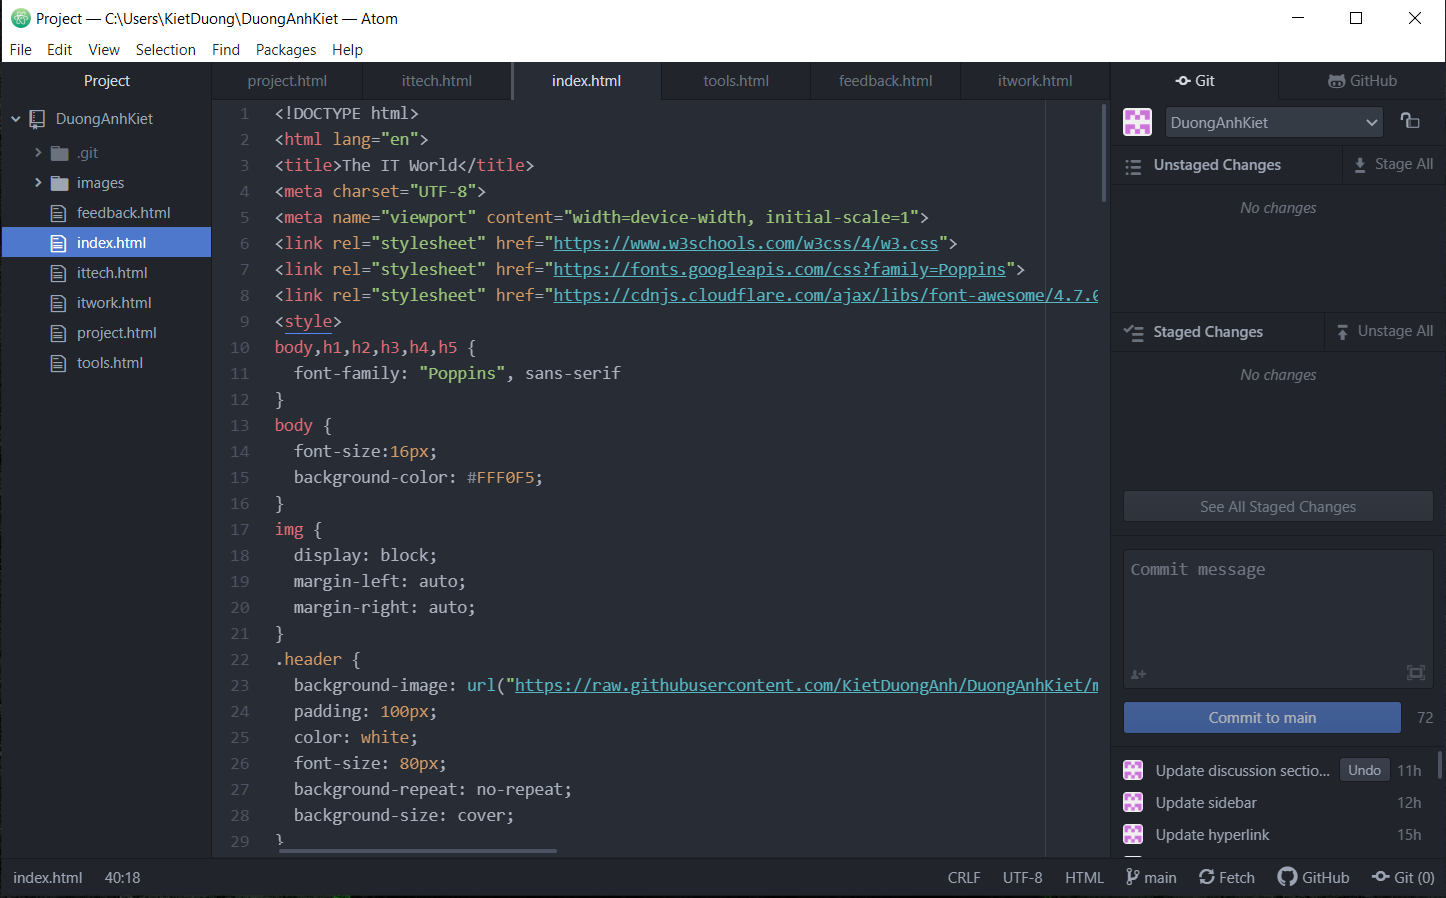 Project — C:\Users\KietDuong\DuongAnhKiet — Atom
File Edit View Selection Find Packages Help
Project
DuongAnhKiet
.git
images
feedback.html
index.html
ittech.html
itwork.html
project.html
tools.html
project.html ittech.html index.html tools.html feedback.html itwork.html
1 <!DOCTYPE html>
2 <html lang="en">
3 <title>The IT World</title>
4 <meta charset="UTF-8">
5 <meta name="viewport" content="width=device-width, initial-scale=1">
6 <link rel="stylesheet" href="https://www.w3schools.com/w3css/4/w3.css">
7 <link rel="stylesheet" href="https://fonts.googleapis.com/css?family=Poppins">
8 <link rel="stylesheet" href="https://cdnjs.cloudflare.com/ajax/libs/font-awesome/4.7.0
9 <style>
10 body,h1,h2,h3,h4,h5 {
11 font-family: "Poppins", sans-serif
12 }
13 body {
14 font-size:16px;
15 background-color: #FFF0F5;
16 }
17 img {
18 display: block;
19 margin-left: auto;
20 margin-right: auto;
21 }
22 .header {
23 background-image: url("https://raw.githubusercontent.com/KietDuongAnh/DuongAnhKiet/m
24 padding: 100px;
25 color: white;
26 font-size: 80px;
27 background-repeat: no-repeat;
28 background-size: cover;
29 }
Git GitHub
DuongAnhKiet
Unstaged Changes Stage All
No changes
Staged Changes Unstage All
No changes
See All Staged Changes
Commit message
Commit to main 72
Update discussion sectio... Undo 11h
Update sidebar 12h
Update hyperlink 15h
index.html 40:18 CRLF UTF-8 HTML main Fetch GitHub Git (0)